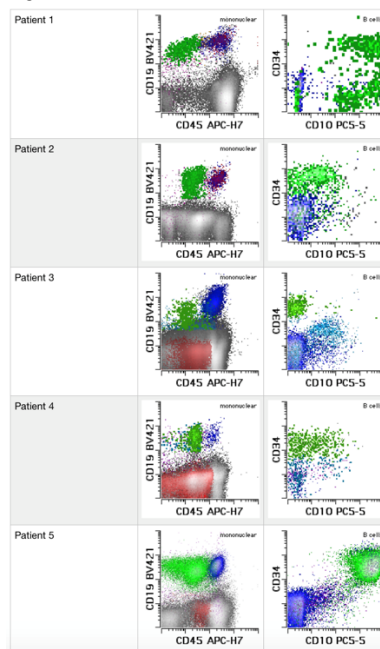 Patient 1
mononuclear
CD19 BV421
CD45 APC-H7
B cell
CD34
CD10 PC5-5
Patient 2
mononuclear
CD19 BV421
CD45 APC-H7
B cell
CD34
CD10 PC5-5
Patient 3
mononuclear
CD19 BV421
CD45 APC-H7
B cell
CD34
CD10 PC5-5
Patient 4
mononuclear
CD19 BV421
CD45 APC-H7
B cell
CD34
CD10 PC5-5
Patient 5
mononuclear
CD19 BV421
CD45 APC-H7
B cell
CD34
CD10 PC5-5